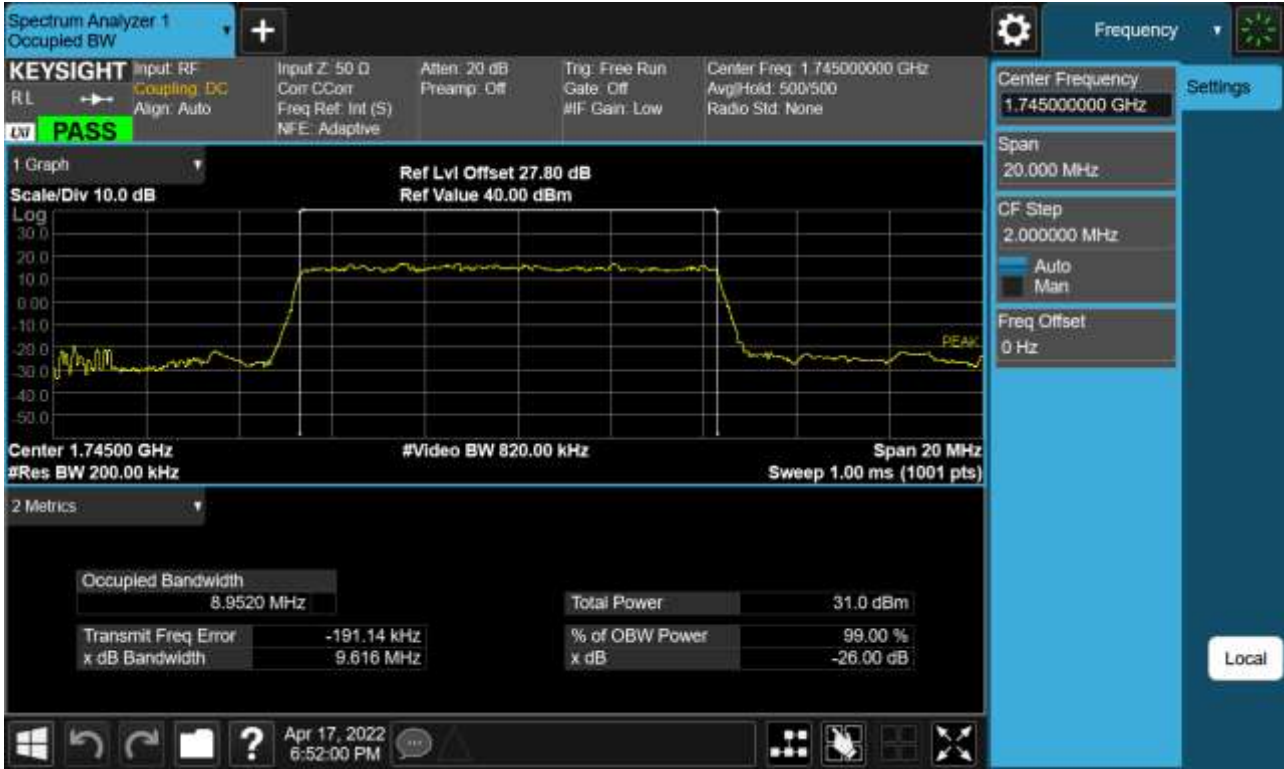 Spectrum Analyzer 1
Occupied BW
+
Frequency
KEYSIGHT
RL
LXI
PASS
Input: RF
Coupling: DC
Align: Auto
Input Z: 50 Ω
Corr CCorr
Freq Ref: Int (S)
NFE: Adaptive
Atten: 20 dB
Preamp: Off
Trig: Free Run
Gate: Off
#IF Gain: Low
Center Freq: 1.745000000 GHz
Avg|Hold: 500/500
Radio Std: None
Center Frequency
1.745000000 GHz
Settings
Span
20.000 MHz
CF Step
2.000000 MHz
Auto
Man
Freq Offset
0 Hz
1 Graph
Scale/Div 10.0 dB
Ref Lvl Offset 27.80 dB
Ref Value 40.00 dBm
Log
30.0
20.0
10.0
0.00
-10.0
-20.0
-30.0
-40.0
-50.0
PEAK
Center 1.74500 GHz
#Res BW 200.00 kHz
#Video BW 820.00 kHz
Span 20 MHz
Sweep 1.00 ms (1001 pts)
2 Metrics
Occupied Bandwidth
8.9520 MHz
Transmit Freq Error -191.14 kHz
x dB Bandwidth 9.616 MHz
Total Power 31.0 dBm
% of OBW Power 99.00 %
x dB -26.00 dB
Local
?
Apr 17, 2022
6:52:00 PM